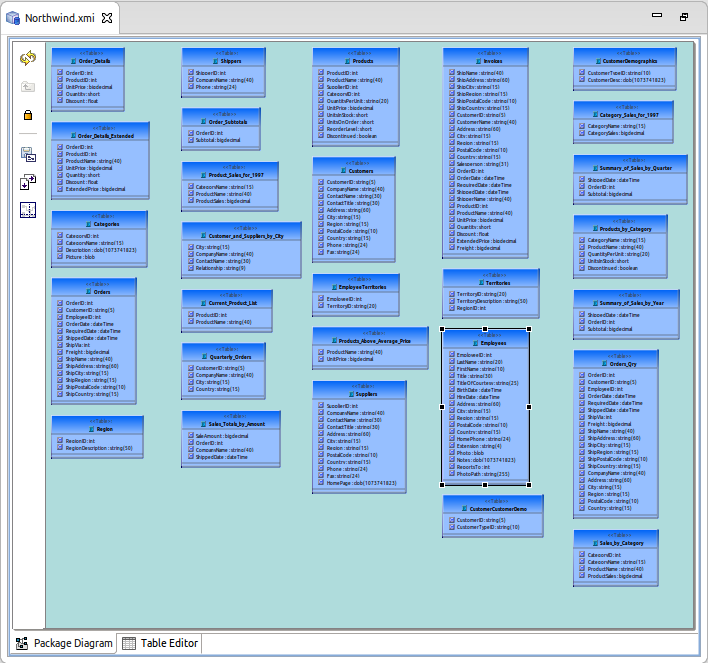 Northwind.xmi
<<Table>>
Order_Details
OrderID: int
ProductID: int
UnitPrice: bigdecimal
Quantity: short
Discount: float
<<Table>>
Order_Details_Extended
OrderID: int
ProductID: int
ProductName: string(40)
UnitPrice: bigdecimal
Quantity: short
Discount: float
ExtendedPrice: bigdecimal
<<Table>>
Categories
CategoryID: int
CategoryName: string(15)
Description: clob(1073741823)
Picture: blob
<<Table>>
Orders
OrderID: int
CustomerID: string(5)
EmployeeID: int
OrderDate: dateTime
RequiredDate: dateTime
ShippedDate: dateTime
ShipVia: int
Freight: bigdecimal
ShipName: string(40)
ShipAddress: string(60)
ShipCity: string(15)
ShipRegion: string(15)
ShipPostalCode: string(10)
ShipCountry: string(15)
<<Table>>
Region
RegionID: int
RegionDescription: string(50)
<<Table>>
Shippers
ShipperID: int
CompanyName: string(40)
Phone: string(24)
<<Table>>
Order_Subtotals
OrderID: int
Subtotal: bigdecimal
<<Table>>
Product_Sales_for_1997
CategoryName: string(15)
ProductName: string(40)
ProductSales: bigdecimal
<<Table>>
Customer_and_Suppliers_by_City
City: string(15)
CompanyName: string(40)
ContactName: string(30)
Relationship: string(9)
<<Table>>
Current_Product_List
ProductID: int
ProductName: string(40)
<<Table>>
Quarterly_Orders
CustomerID: string(5)
CompanyName: string(40)
City: string(15)
Country: string(15)
<<Table>>
Sales_Totals_by_Amount
SaleAmount: bigdecimal
OrderID: int
CompanyName: string(40)
ShippedDate: dateTime
<<Table>>
Products
ProductID: int
ProductName: string(40)
SupplierID: int
CategoryID: int
QuantityPerUnit: string(20)
UnitPrice: bigdecimal
UnitsInStock: short
UnitsOnOrder: short
ReorderLevel: short
Discontinued: boolean
<<Table>>
Customers
CustomerID: string(5)
CompanyName: string(40)
ContactName: string(30)
ContactTitle: string(30)
Address: string(60)
City: string(15)
Region: string(15)
PostalCode: string(10)
Country: string(15)
Phone: string(24)
Fax: string(24)
<<Table>>
EmployeeTerritories
EmployeeID: int
TerritoryID: string(20)
<<Table>>
Products_Above_Average_Price
ProductName: string(40)
UnitPrice: bigdecimal
<<Table>>
Suppliers
SupplierID: int
CompanyName: string(40)
ContactName: string(30)
ContactTitle: string(30)
Address: string(60)
City: string(15)
Region: string(15)
PostalCode: string(10)
Country: string(15)
Phone: string(24)
Fax: string(24)
HomePage: clob(1073741823)
<<Table>>
Invoices
ShipName: string(40)
ShipAddress: string(60)
ShipCity: string(15)
ShipRegion: string(15)
ShipPostalCode: string(10)
ShipCountry: string(15)
CustomerID: string(5)
CustomerName: string(40)
Address: string(60)
City: string(15)
Region: string(15)
PostalCode: string(10)
Country: string(15)
Salesperson: string(31)
OrderID: int
OrderDate: dateTime
RequiredDate: dateTime
ShippedDate: dateTime
ShipperName: string(40)
ProductID: int
ProductName: string(40)
UnitPrice: bigdecimal
Quantity: short
Discount: float
ExtendedPrice: bigdecimal
Freight: bigdecimal
<<Table>>
Territories
TerritoryID: string(20)
TerritoryDescription: string(50)
RegionID: int
<<Table>>
Employees
EmployeeID: int
LastName: string(20)
FirstName: string(10)
Title: string(30)
TitleOfCourtesy: string(25)
BirthDate: dateTime
HireDate: dateTime
Address: string(60)
City: string(15)
Region: string(15)
PostalCode: string(10)
Country: string(15)
HomePhone: string(24)
Extension: string(4)
Photo: blob
Notes: clob(1073741823)
ReportsTo: int
PhotoPath: string(255)
<<Table>>
CustomerCustomerDemo
CustomerID: string(5)
CustomerTypeID: string(10)
<<Table>>
CustomerDemographics
CustomerTypeID: string(10)
CustomerDesc: clob(1073741823)
<<Table>>
Category_Sales_for_1997
CategoryName: string(15)
CategorySales: bigdecimal
<<Table>>
Summary_of_Sales_by_Quarter
ShippedDate: dateTime
OrderID: int
Subtotal: bigdecimal
<<Table>>
Products_by_Category
CategoryName: string(15)
ProductName: string(40)
QuantityPerUnit: string(20)
UnitsInStock: short
Discontinued: boolean
<<Table>>
Summary_of_Sales_by_Year
ShippedDate: dateTime
OrderID: int
Subtotal: bigdecimal
<<Table>>
Orders_Qry
OrderID: int
CustomerID: string(5)
EmployeeID: int
OrderDate: dateTime
RequiredDate: dateTime
ShippedDate: dateTime
ShipVia: int
Freight: bigdecimal
ShipName: string(40)
ShipAddress: string(60)
ShipCity: string(15)
ShipRegion: string(15)
ShipPostalCode: string(10)
ShipCountry: string(15)
CompanyName: string(40)
Address: string(60)
City: string(15)
Region: string(15)
PostalCode: string(10)
Country: string(15)
<<Table>>
Sales_by_Category
CategoryID: int
CategoryName: string(15)
ProductName: string(40)
ProductSales: bigdecimal
Package Diagram
Table Editor